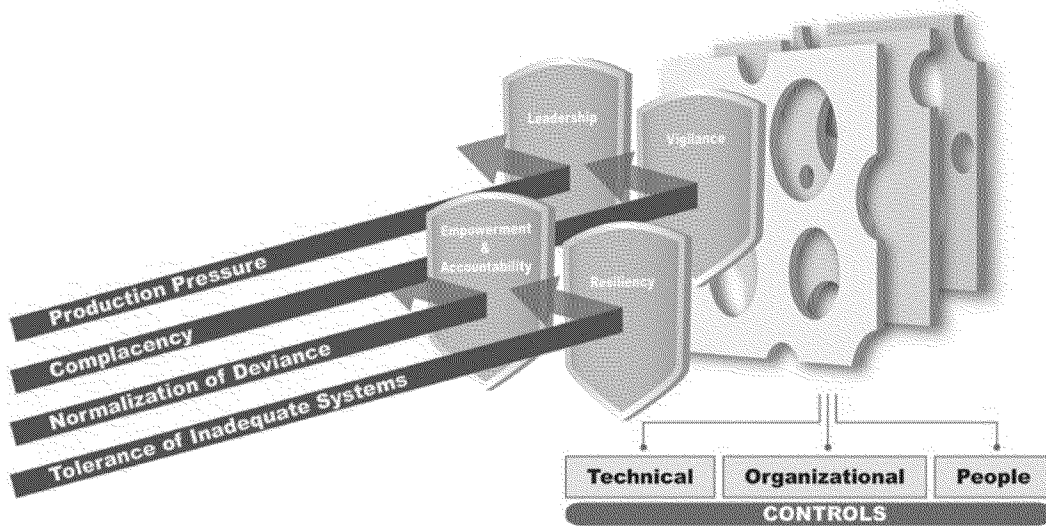 Leadership
Vigilance
Empowerment
&
Accountability
Resiliency
Production Pressure
Complacency
Normalization of Deviance
Tolerance of Inadequate Systems
Technical
Organizational
People
CONTROLS